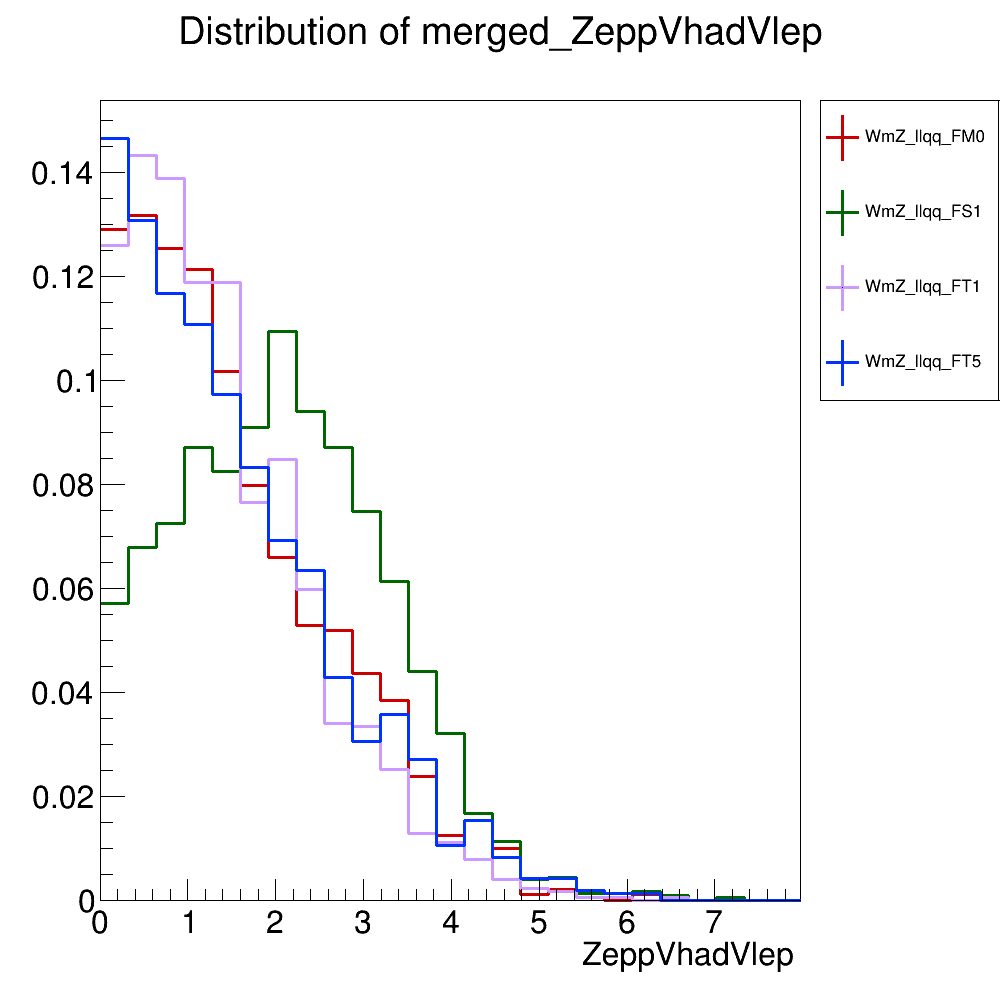 Distribution of merged_ZeppVhadVlep
WmZ_llqq_FM0
WmZ_llqq_FS1
WmZ_llqq_FT1
WmZ_llqq_FT5
0.14
0.12
0.1
0.08
0.06
0.04
0.02
0
0 1 2 3 4 5 6 7
ZeppVhadVlep